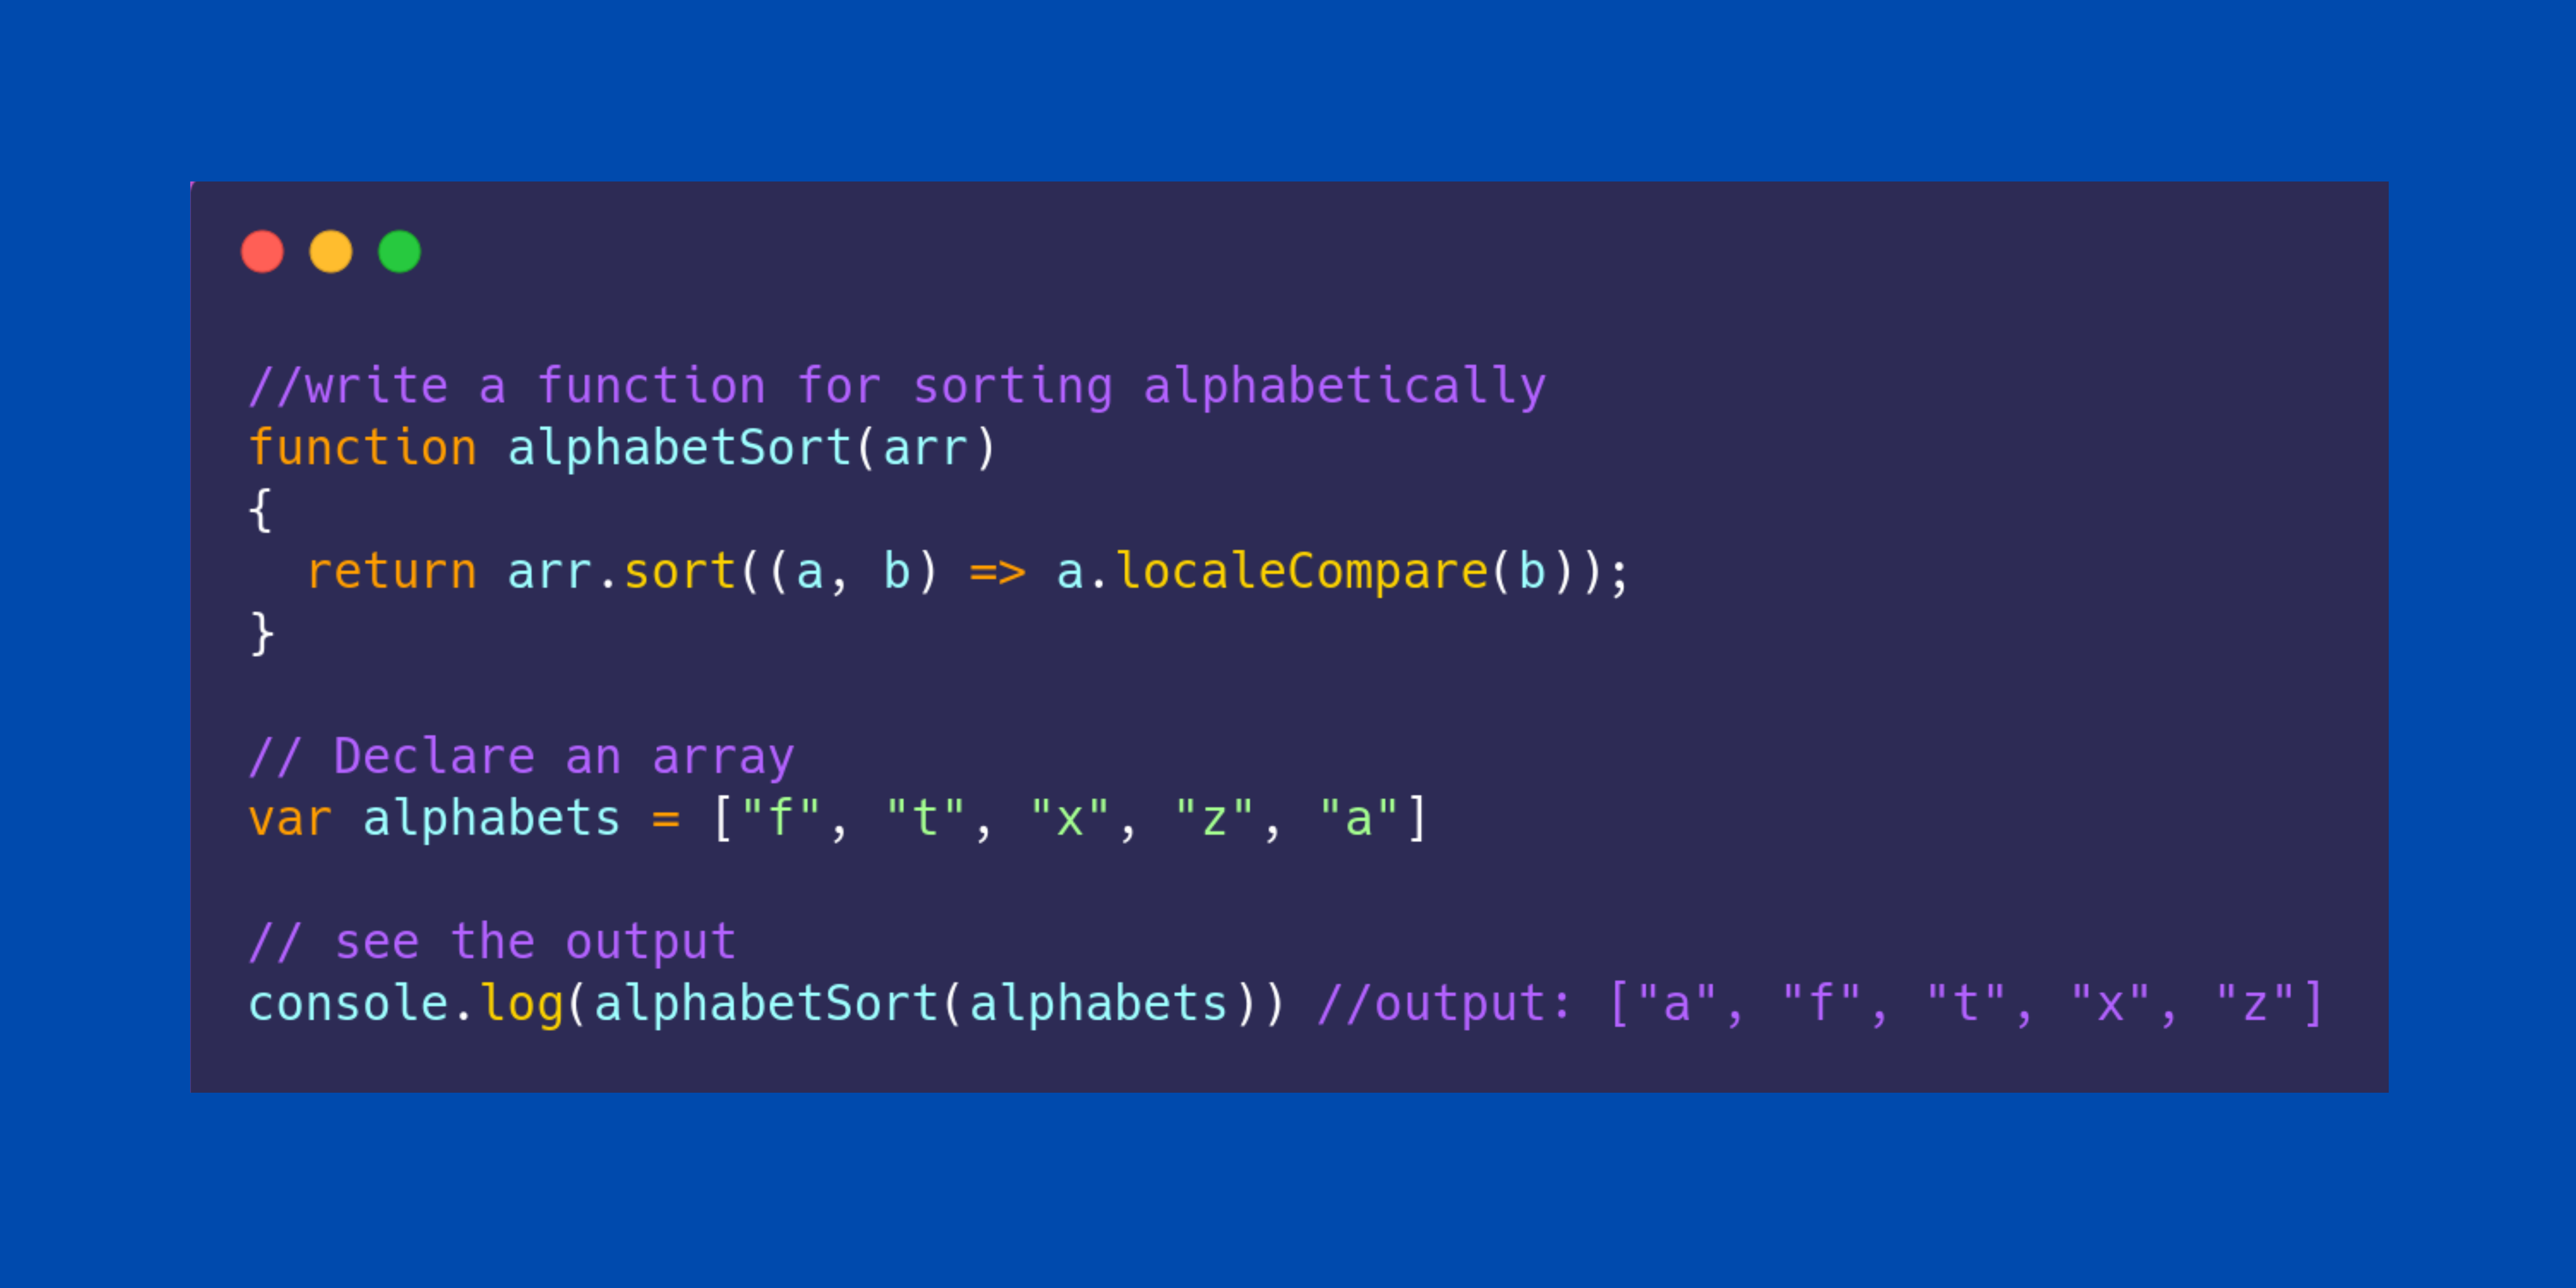 //write a function for sorting alphabetically
function alphabetSort(arr)
{
  return arr.sort((a, b) => a.localeCompare(b));
}
// Declare an array
var alphabets = ["f", "t", "x", "z", "a"]
// see the output
console.log(alphabetSort(alphabets)) //output: ["a", "f", "t", "x", "z"]